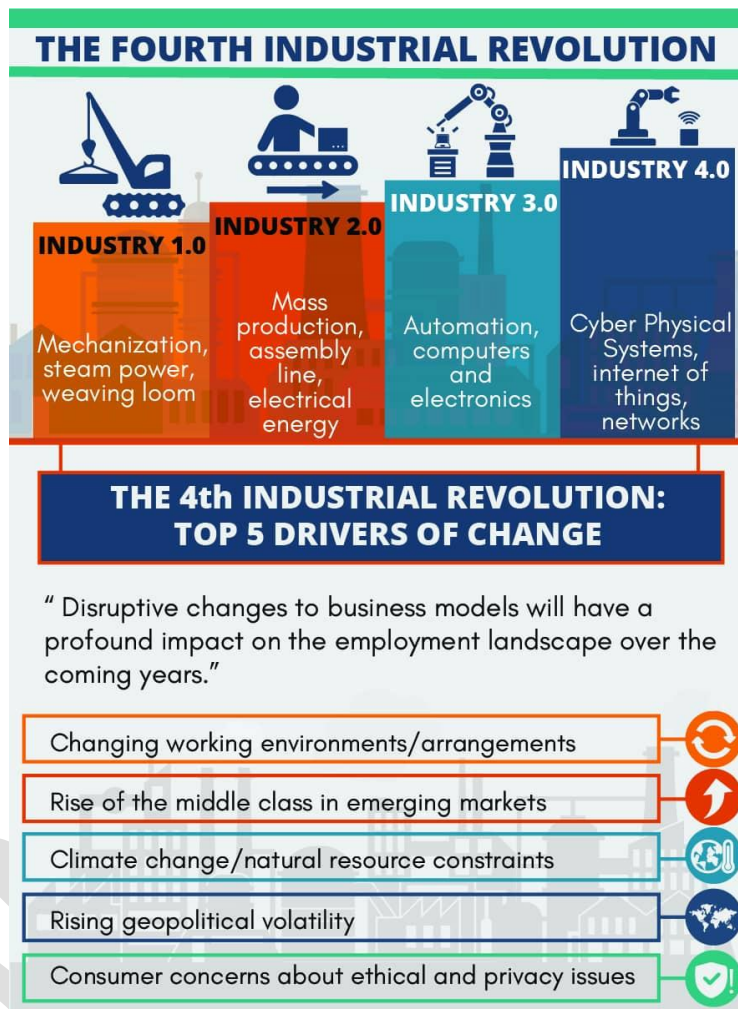 THE FOURTH INDUSTRIAL REVOLUTION
INDUSTRY 1.0
Mechanization,
steam power,
weaving loom
INDUSTRY 2.0
Mass
production,
assembly
line,
electrical
energy
INDUSTRY 3.0
Automation,
computers
and
electronics
INDUSTRY 4.0
Cyber Physical
Systems,
internet of
things,
networks
THE 4th INDUSTRIAL REVOLUTION:
TOP 5 DRIVERS OF CHANGE
“ Disruptive changes to business models will have a
profound impact on the employment landscape over the
coming years.”
Changing working environments/arrangements
Rise of the middle class in emerging markets
Climate change/natural resource constraints
Rising geopolitical volatility
Consumer concerns about ethical and privacy issues